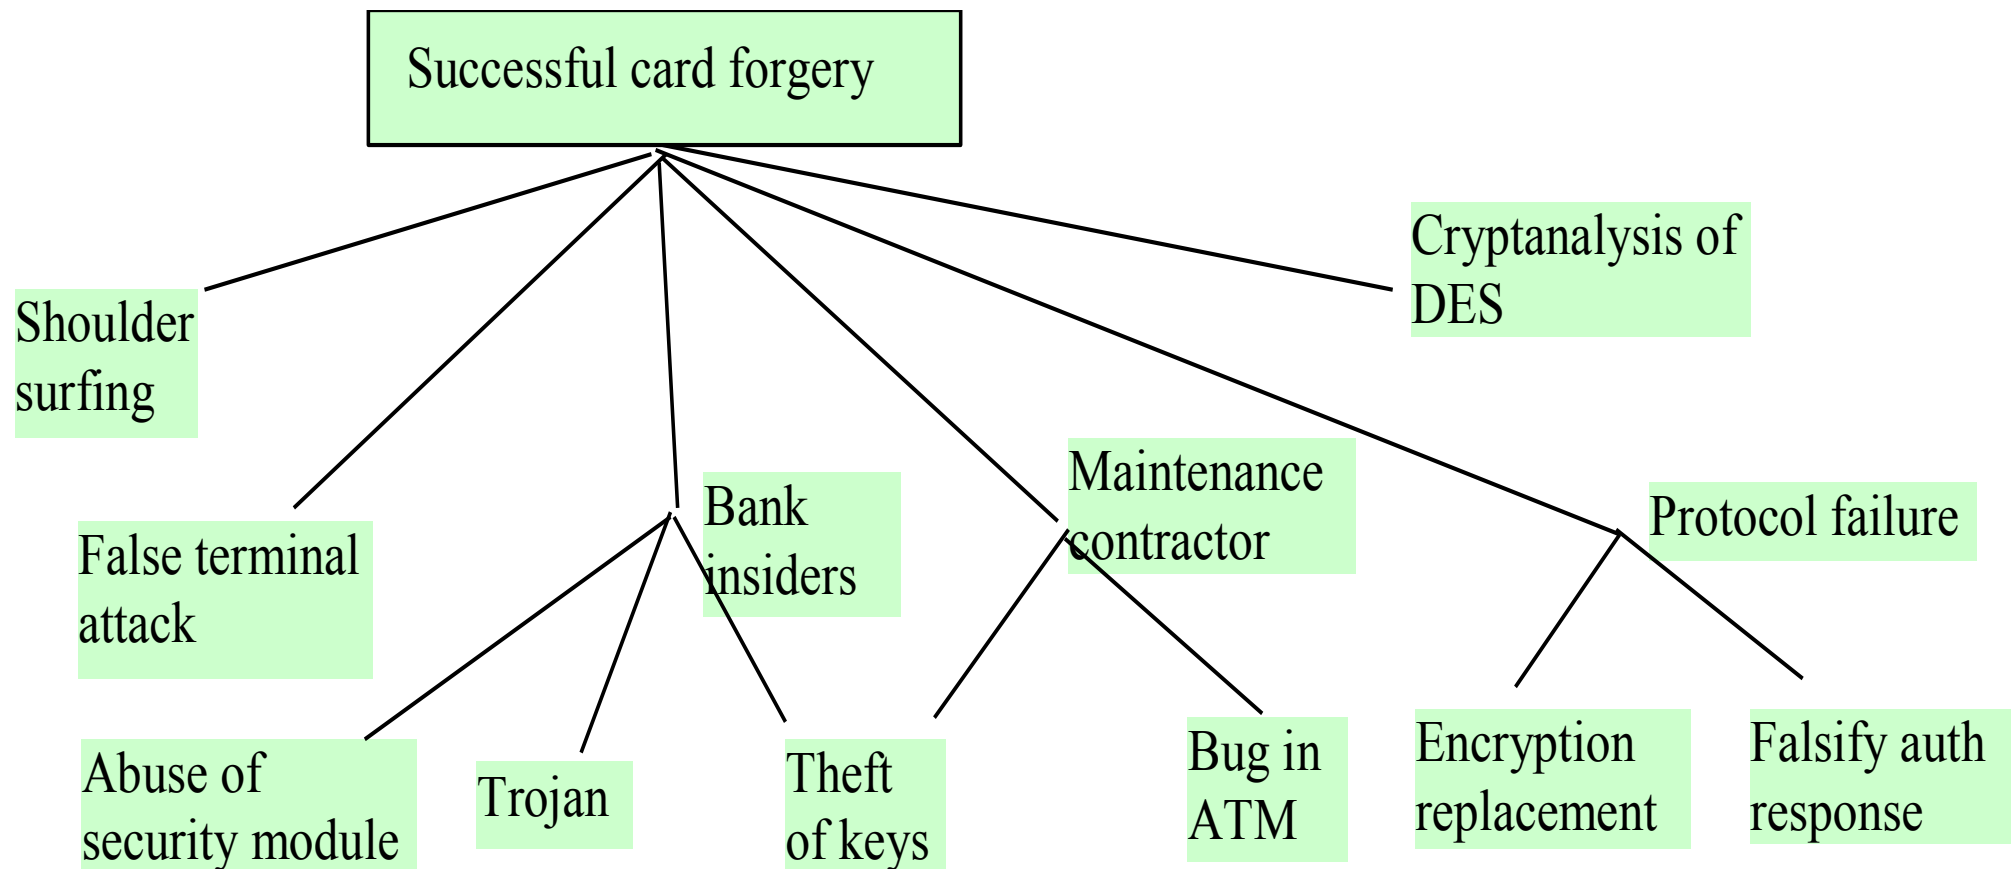 Successful card forgery
Cryptanalysis of
DES
Shoulder
surfing
Maintenance
contractor
Bank
insiders
Protocol failure
False terminal
attack
Abuse of
security module
Trojan
Theft
of keys
Bug in
ATM
Encryption
replacement
Falsify auth
response